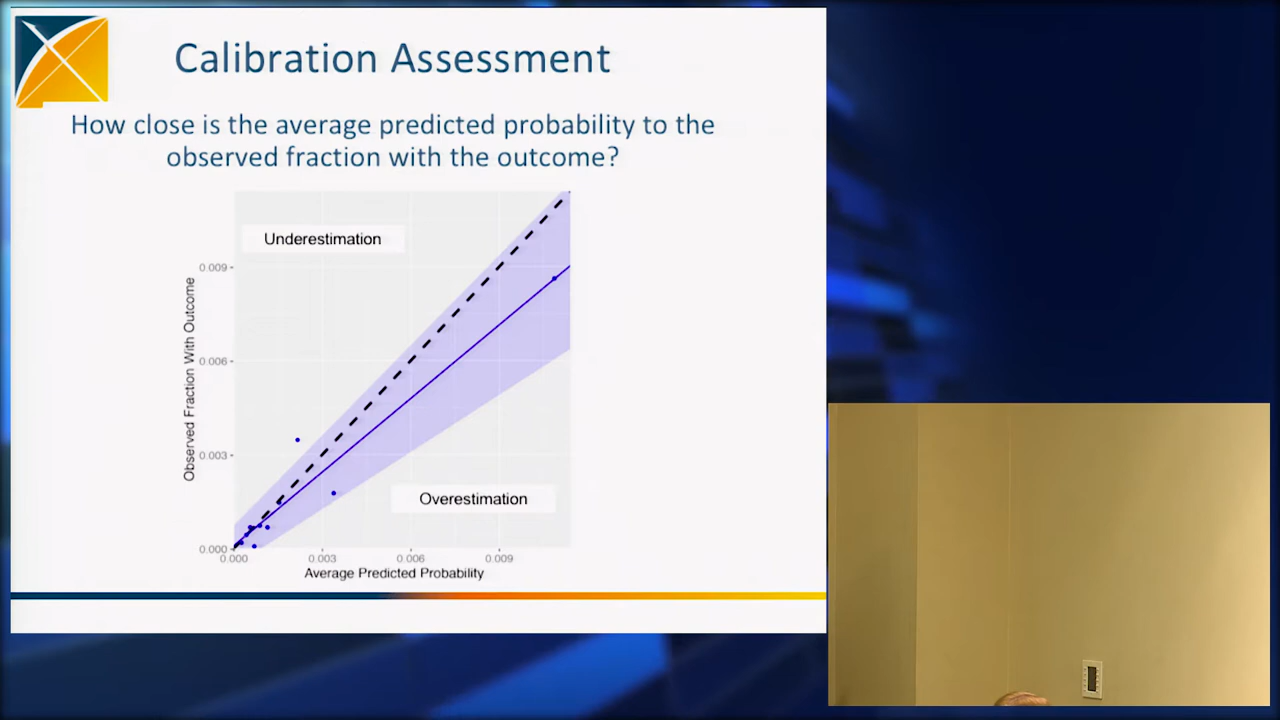 Calibration Assessment
How close is the average predicted probability to the
observed fraction with the outcome?
Underestimation
0.009
Observed Fraction With Outcome
0.006
0.003
Overestimation
0.000
0.000
0.003
0.006
0.009
Average Predicted Probability